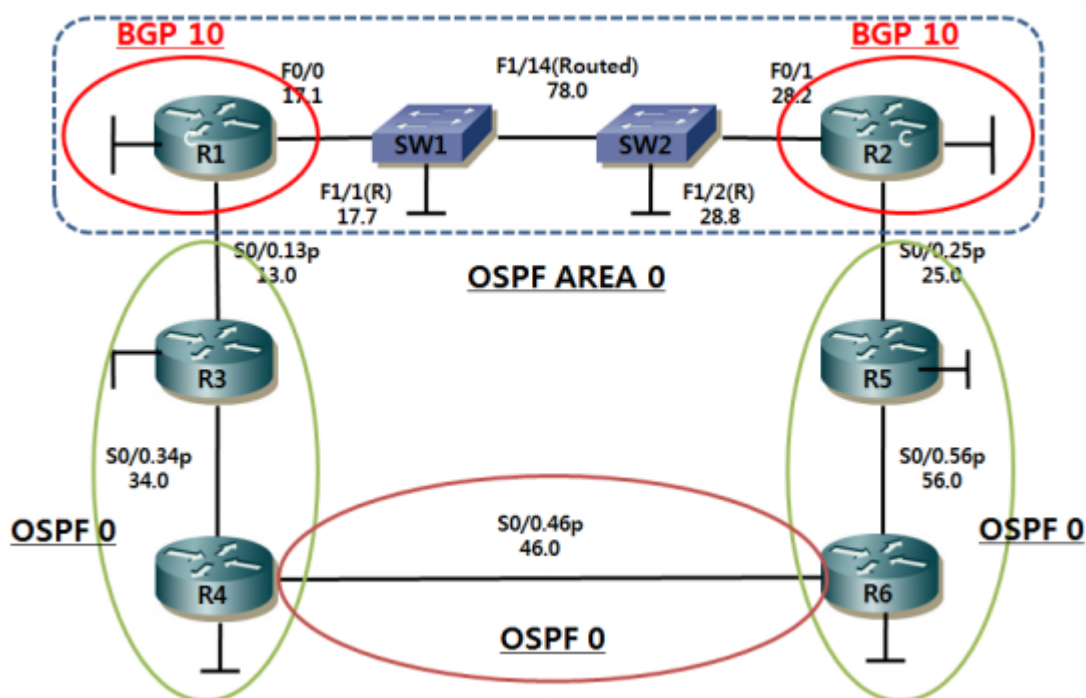 BGP 10
BGP 10
F0/0
17.1
F1/14(Routed)
78.0
F0/1
28.2
R1
SW1
SW2
R2
C
C
F1/1(R)
17.7
F1/2(R)
28.8
S0/0.13p
13.0
OSPF AREA 0
S0/0.25p
25.0
R3
R5
S0/0.34p
34.0
S0/0.56p
56.0
OSPF 0
S0/0.46p
46.0
OSPF 0
R4
R6
OSPF 0